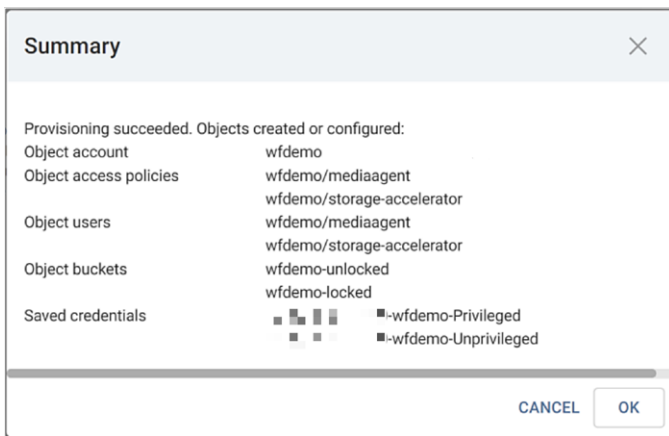 Summary
Provisioning succeeded. Objects created or configured:
Object account wfdemo
Object access policies wfdemo/mediaagent
wfdemo/storage-accelerator
Object users wfdemo/mediaagent
wfdemo/storage-accelerator
Object buckets wfdemo-unlocked
wfdemo-locked
Saved credentials -wfdemo-Privileged
-wfdemo-Unprivileged
CANCEL OK